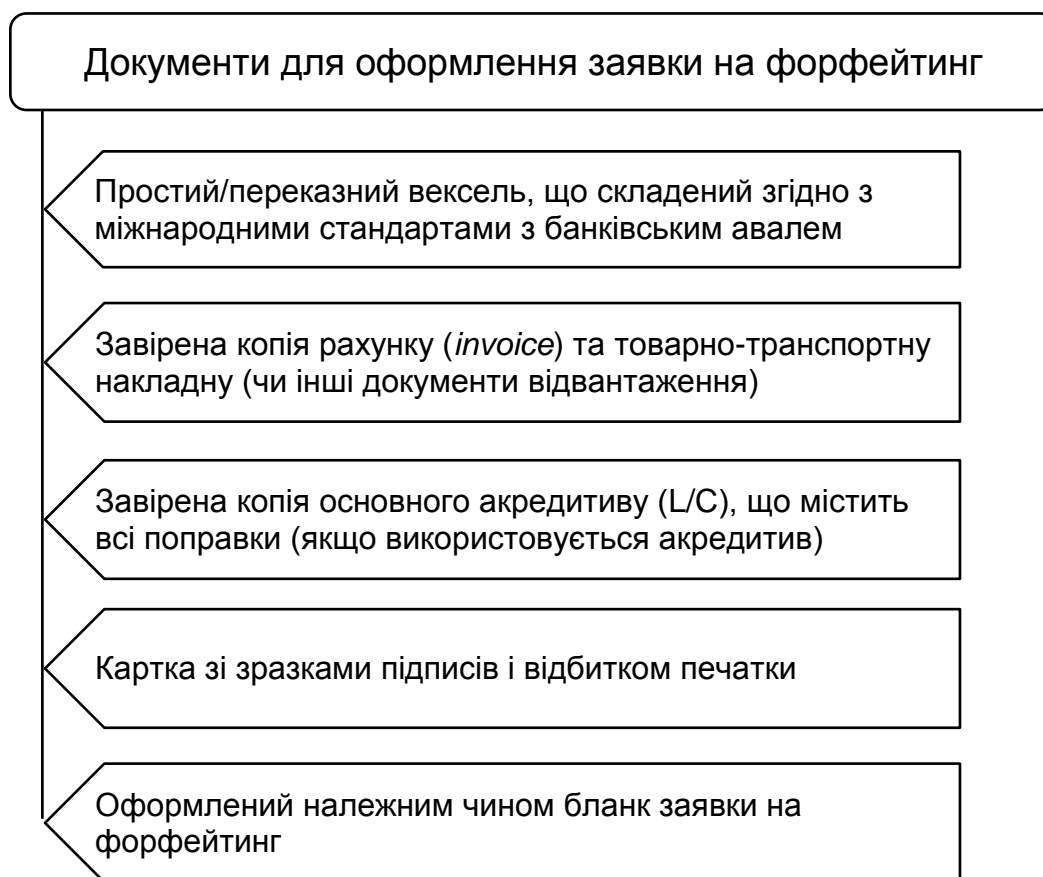 Документи для оформлення заявки на форфейтинг
Простий/переказний вексель, що складений згідно з
міжнародними стандартами з банківським авалем
Завірена копія рахунку (invoice) та товарно-транспортну
накладну (чи інші документи відвантаження)
Завірена копія основного акредитиву (L/C), що містить
всі поправки (якщо використовується акредитив)
Картка зі зразками підписів і відбитком печатки
Оформлений належним чином бланк заявки на
форфейтинг